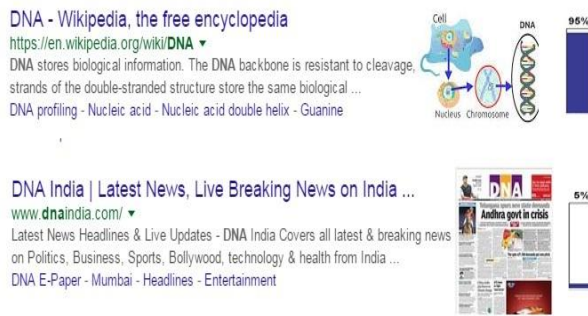 DNA - Wikipedia, the free encyclopedia
https://en.wikipedia.org/wiki/DNA
DNA stores biological information. The DNA backbone is resistant to cleavage,
strands of the double-stranded structure store the same biological ...
DNA profiling - Nucleic acid - Nucleic acid double helix - Guanine
Cell
DNA
Nucleus Chromosome
95%
DNA India | Latest News, Live Breaking News on India ...
www.dnaindia.com/
Latest News Headlines & Live Updates - DNA India Covers all latest & breaking news
on Politics, Business, Sports, Bollywood, technology & health from India ...
DNA E-Paper - Mumbai - Headlines - Entertainment
DNA
Andhra govt in crisis
5%